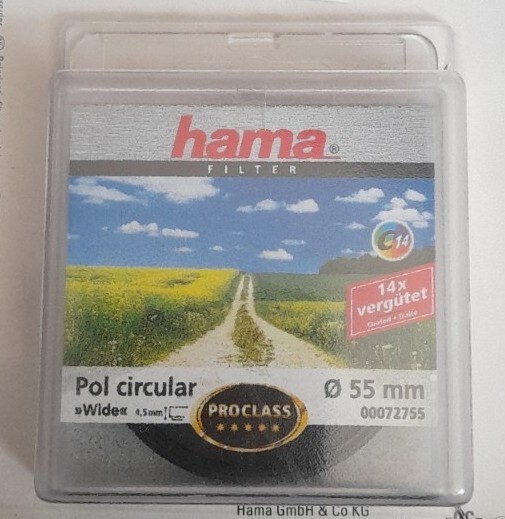 hama®
FILTER
C14
14x
vergütet
Pol circular
»Wide« 4,5mm
PROCLASS
Ø 55 mm
00072755
Hama GmbH & Co KG